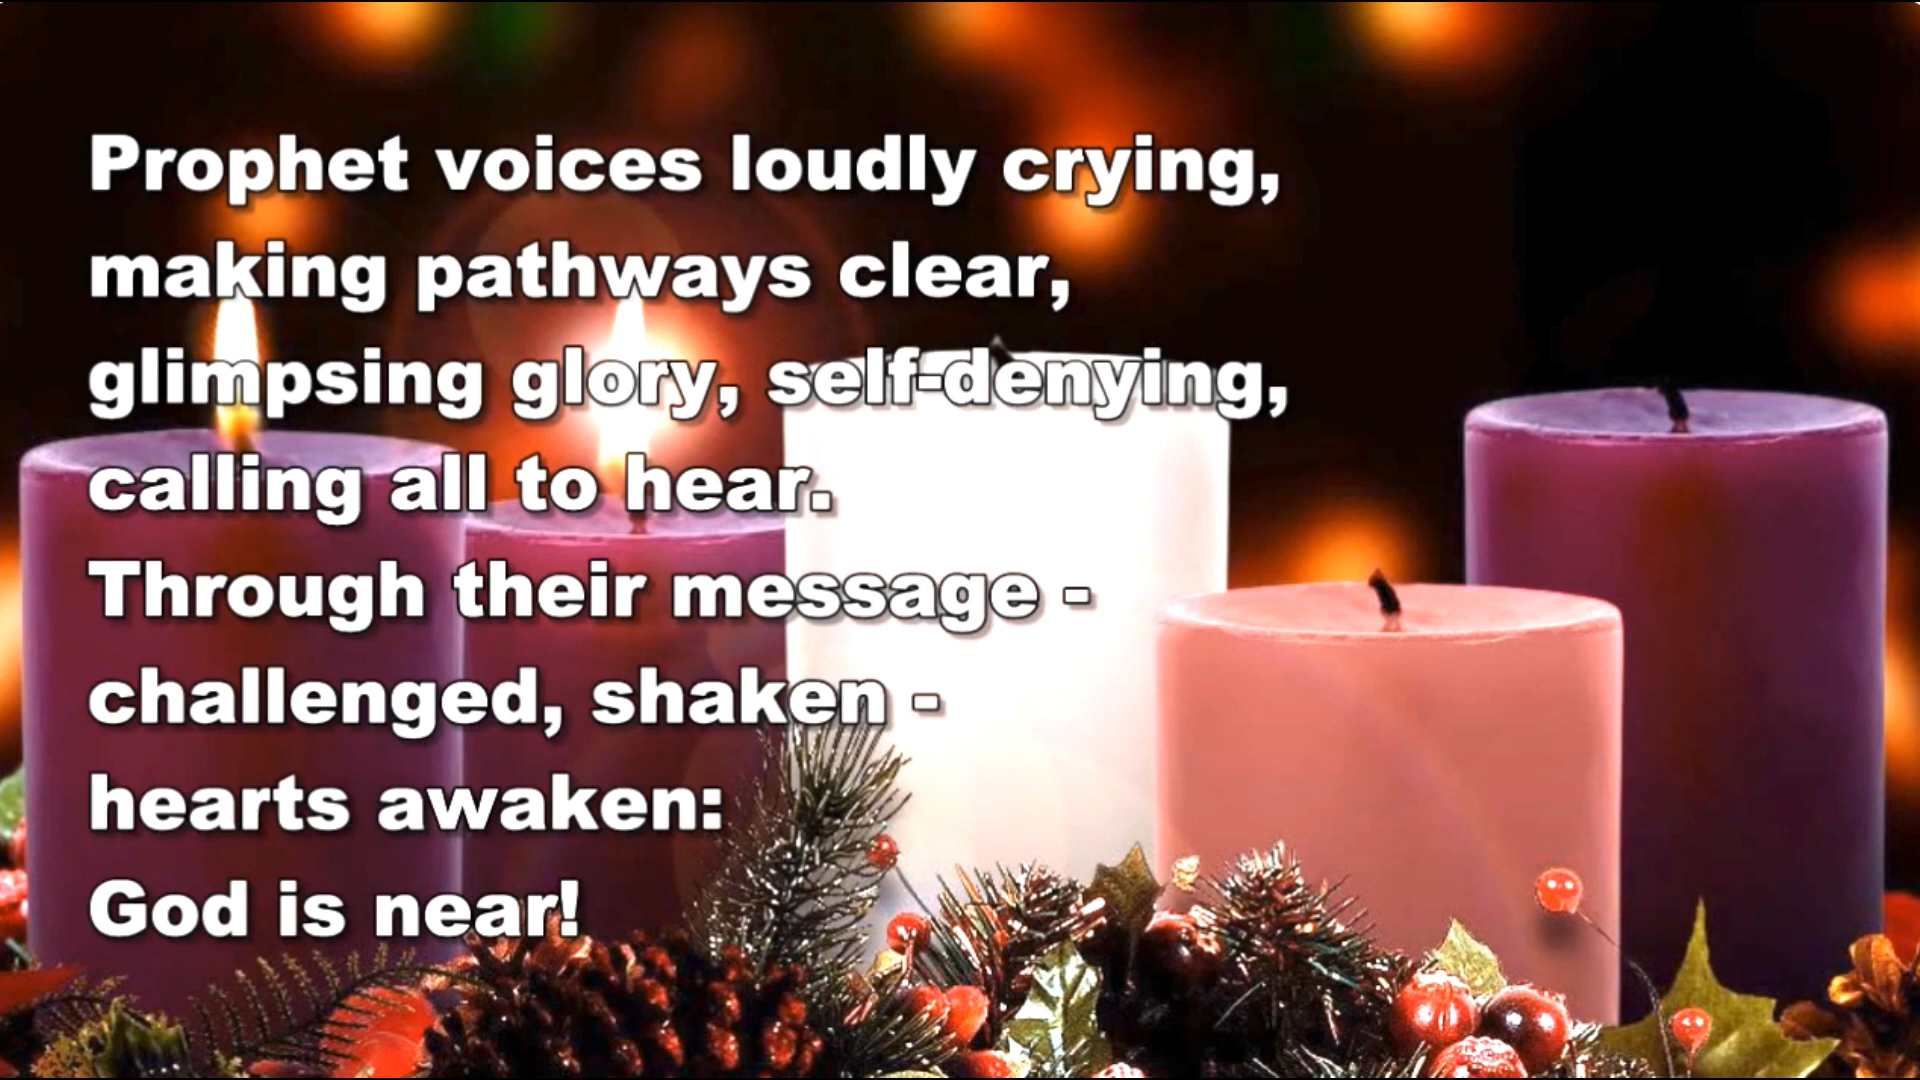 Prophet voices loudly crying,
making pathways clear,
glimpsing glory, self-denying,
calling all to hear.
Through their message -
challenged, shaken -
hearts awaken:
God is near!